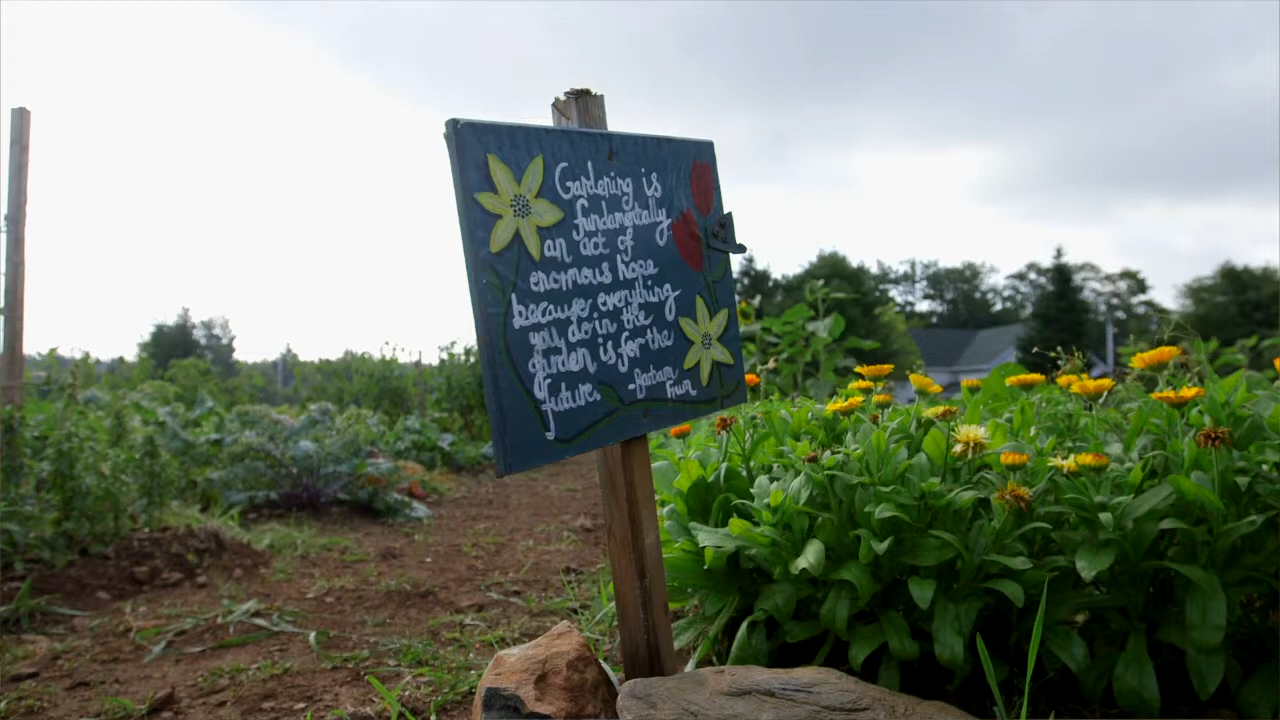 Gardening is
fundamentally
an act of
enormous hope
because everything
you do in the
garden is for the
future. -Barbara
Frum